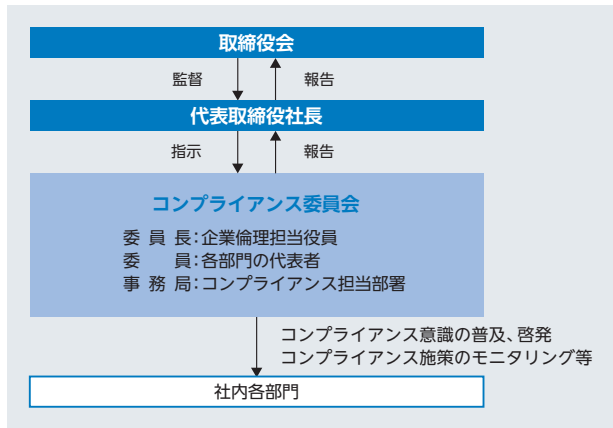 取締役会
監督 報告
代表取締役社長
指示 報告
コンプライアンス委員会
委員長:企業倫理担当役員
委員:各部門の代表者
事務局:コンプライアンス担当部署
コンプライアンス意識の普及、啓発
コンプライアンス施策のモニタリング等
社内各部門